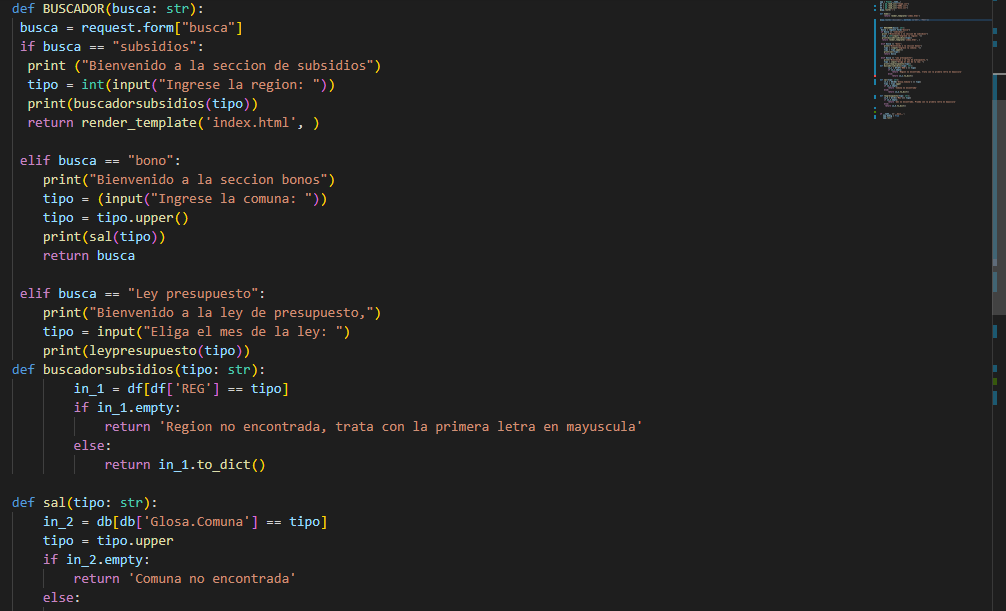 def BUSCADOR(busca: str):
 busca = request.form["busca"]
 if busca == "subsidios":
  print ("Bienvenido a la seccion de subsidios")
  tipo = int(input("Ingrese la region: "))
  print(buscadorsubsidios(tipo))
  return render_template('index.html', )

 elif busca == "bono":
    print("Bienvenido a la seccion bonos")
    tipo = (input("Ingrese la comuna: "))
    tipo = tipo.upper()
    print(sal(tipo))
    return busca

 elif busca == "Ley presupuesto":
    print("Bienvenido a la ley de presupuesto,")
    tipo = input("Eliga el mes de la ley: ")
    print(leypresupuesto(tipo))
def buscadorsubsidios(tipo: str):
        in_1 = df[df['REG'] == tipo]
        if in_1.empty:
            return 'Region no encontrada, trata con la primera letra en mayuscula'
        else:
            return in_1.to_dict()

def sal(tipo: str):
    in_2 = db[db['Glosa.Comuna'] == tipo]
    tipo = tipo.upper
    if in_2.empty:
        return 'Comuna no encontrada'
    else: